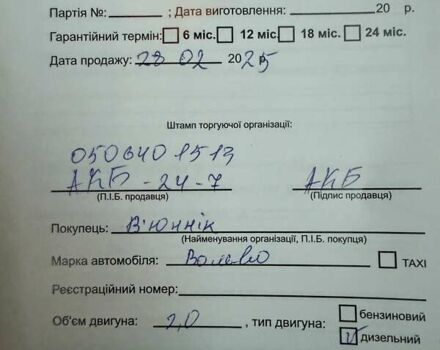 Партія №: ; Дата виготовлення: 20 р.
Гарантійний термін: 6 міс. 12 міс. 18 міс. 24 міс.
Дата продажу: 28 02 2025 р.
Штамп торгуючої організації:
0506401513
АКБ-24-7 АКБ
(П.І.Б. продавця) (Підпис продавця)
Покупець: В'юннік
(Найменування організації, П.І.Б. покупця)
Марка автомобіля: Вольво TAXI
Реєстраційний номер:
Об'єм двигуна: 2,0, тип двигуна: бензиновий
V дизельний